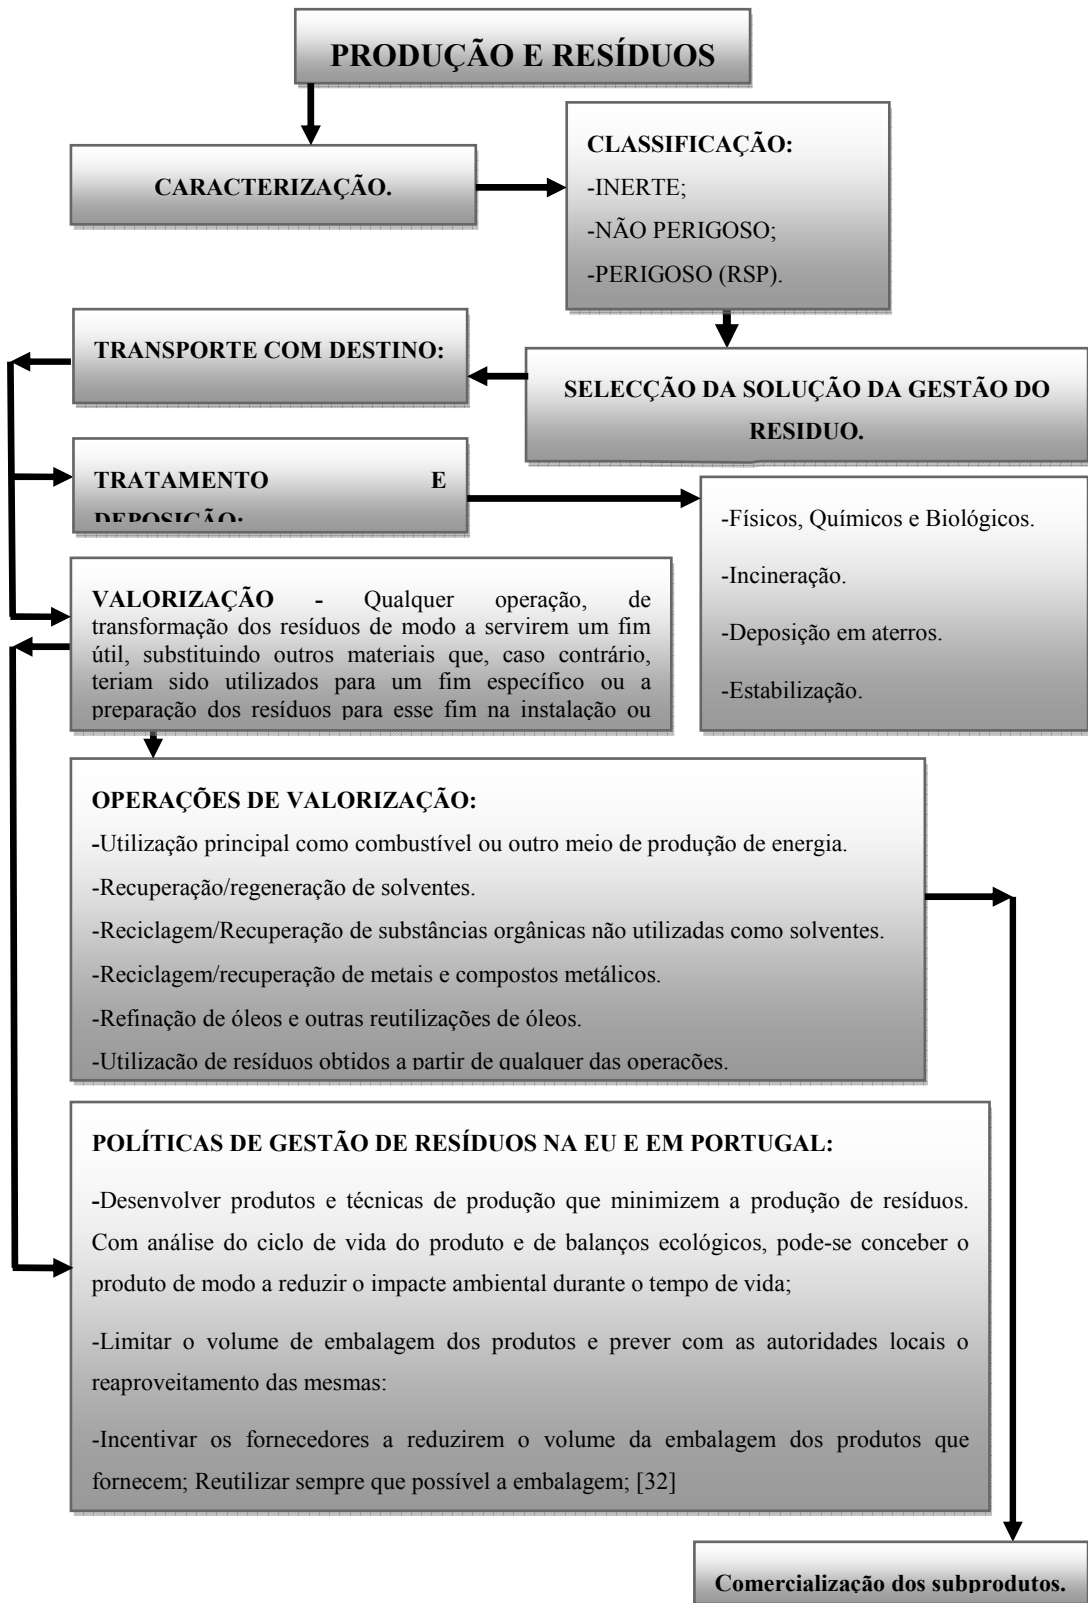 PRODUÇÃO E RESÍDUOS
CARACTERIZAÇÃO.
CLASSIFICAÇÃO:
-INERTE;
-NÃO PERIGOSO;
-PERIGOSO (RSP).
TRANSPORTE COM DESTINO:
SELECÇÃO DA SOLUÇÃO DA GESTÃO DO
RESIDUO.
TRATAMENTO E
DEPOSIÇÃO:
-Físicos, Químicos e Biológicos.
-Incineração.
-Deposição em aterros.
-Estabilização.
VALORIZAÇÃO - Qualquer operação, de
transformação dos resíduos de modo a servirem um fim
útil, substituindo outros materiais que, caso contrário,
teriam sido utilizados para um fim específico ou a
preparação dos resíduos para esse fim na instalação ou
OPERAÇÕES DE VALORIZAÇÃO:
-Utilização principal como combustível ou outro meio de produção de energia.
-Recuperação/regeneração de solventes.
-Reciclagem/Recuperação de substâncias orgânicas não utilizadas como solventes.
-Reciclagem/recuperação de metais e compostos metálicos.
-Refinação de óleos e outras reutilizações de óleos.
-Utilização de resíduos obtidos a partir de qualquer das operações.
POLÍTICAS DE GESTÃO DE RESÍDUOS NA EU E EM PORTUGAL:
-Desenvolver produtos e técnicas de produção que minimizem a produção de resíduos.
Com análise do ciclo de vida do produto e de balanços ecológicos, pode-se conceber o
produto de modo a reduzir o impacte ambiental durante o tempo de vida;
-Limitar o volume de embalagem dos produtos e prever com as autoridades locais o
reaproveitamento das mesmas:
-Incentivar os fornecedores a reduzirem o volume da embalagem dos produtos que
fornecem; Reutilizar sempre que possível a embalagem; [32]
Comercialização dos subprodutos.